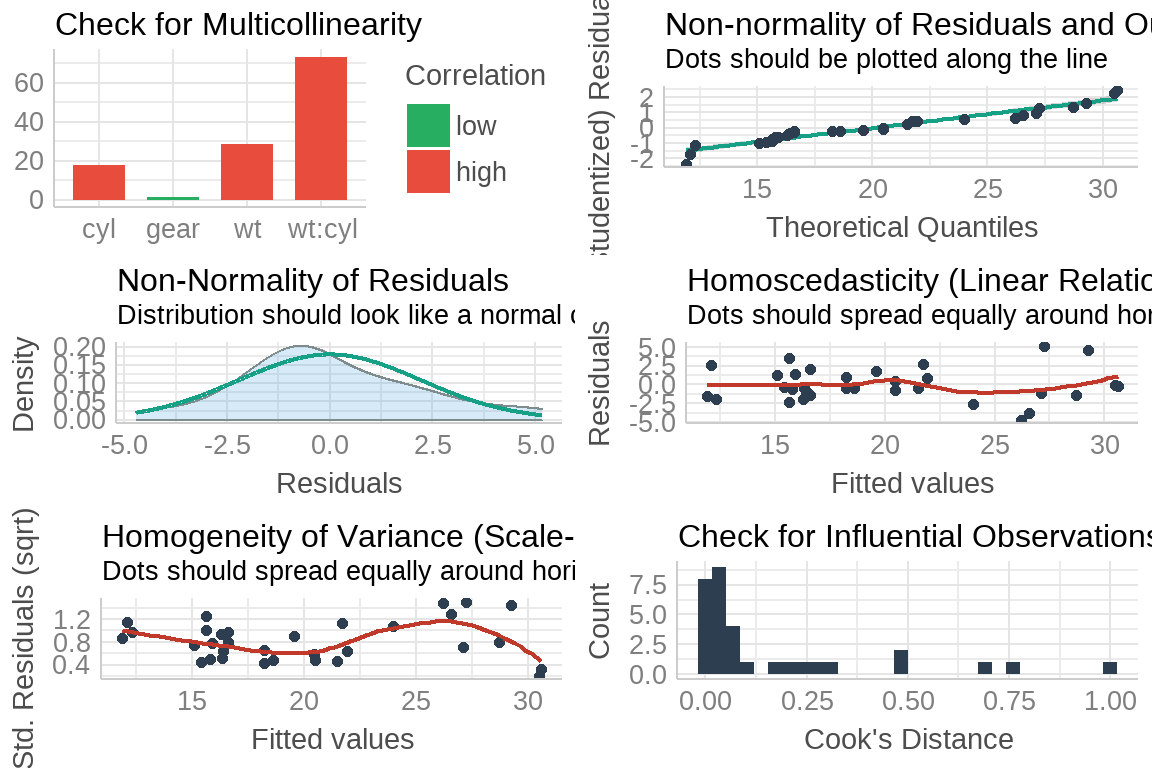 Check for Multicollinearity
60
40
20
0
cyl gear wt wt:cyl
Correlation
low
high
Non-normality of Residuals and
Dots should be plotted along the line
2
1
0
-1
-2
15 20 25 30
Theoretical Quantiles
Non-Normality of Residuals
Distribution should look like a normal
Density
0.20
0.15
0.10
0.05
0.00
-5.0 -2.5 0.0 2.5 5.0
Residuals
Homoscedasticity (Linear
Dots should spread equally around
Residuals
5.0
2.5
0.0
-2.5
-5.0
15 20 25 30
Fitted values
Homogeneity of Variance (Scale-
Dots should spread equally around
Std. Residuals (sqrt)
1.2
0.8
0.4
15 20 25 30
Fitted values
Check for Influential Observations
Count
7.5
5.0
2.5
0.0
0.00 0.25 0.50 0.75 1.00
Cook's Distance